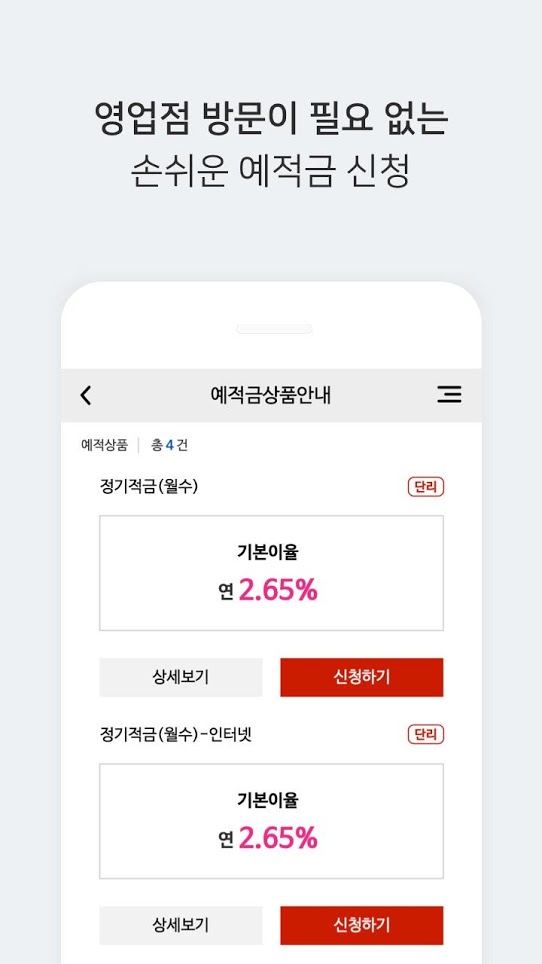 영업점 방문이 필요 없는
손쉬운 예적금 신청
예적금상품안내
예적상품 총 4 건
정기적금(월수) 단리
기본이율
연 2.65%
상세보기 신청하기
정기적금(월수)-인터넷 단리
기본이율
연 2.65%
상세보기 신청하기